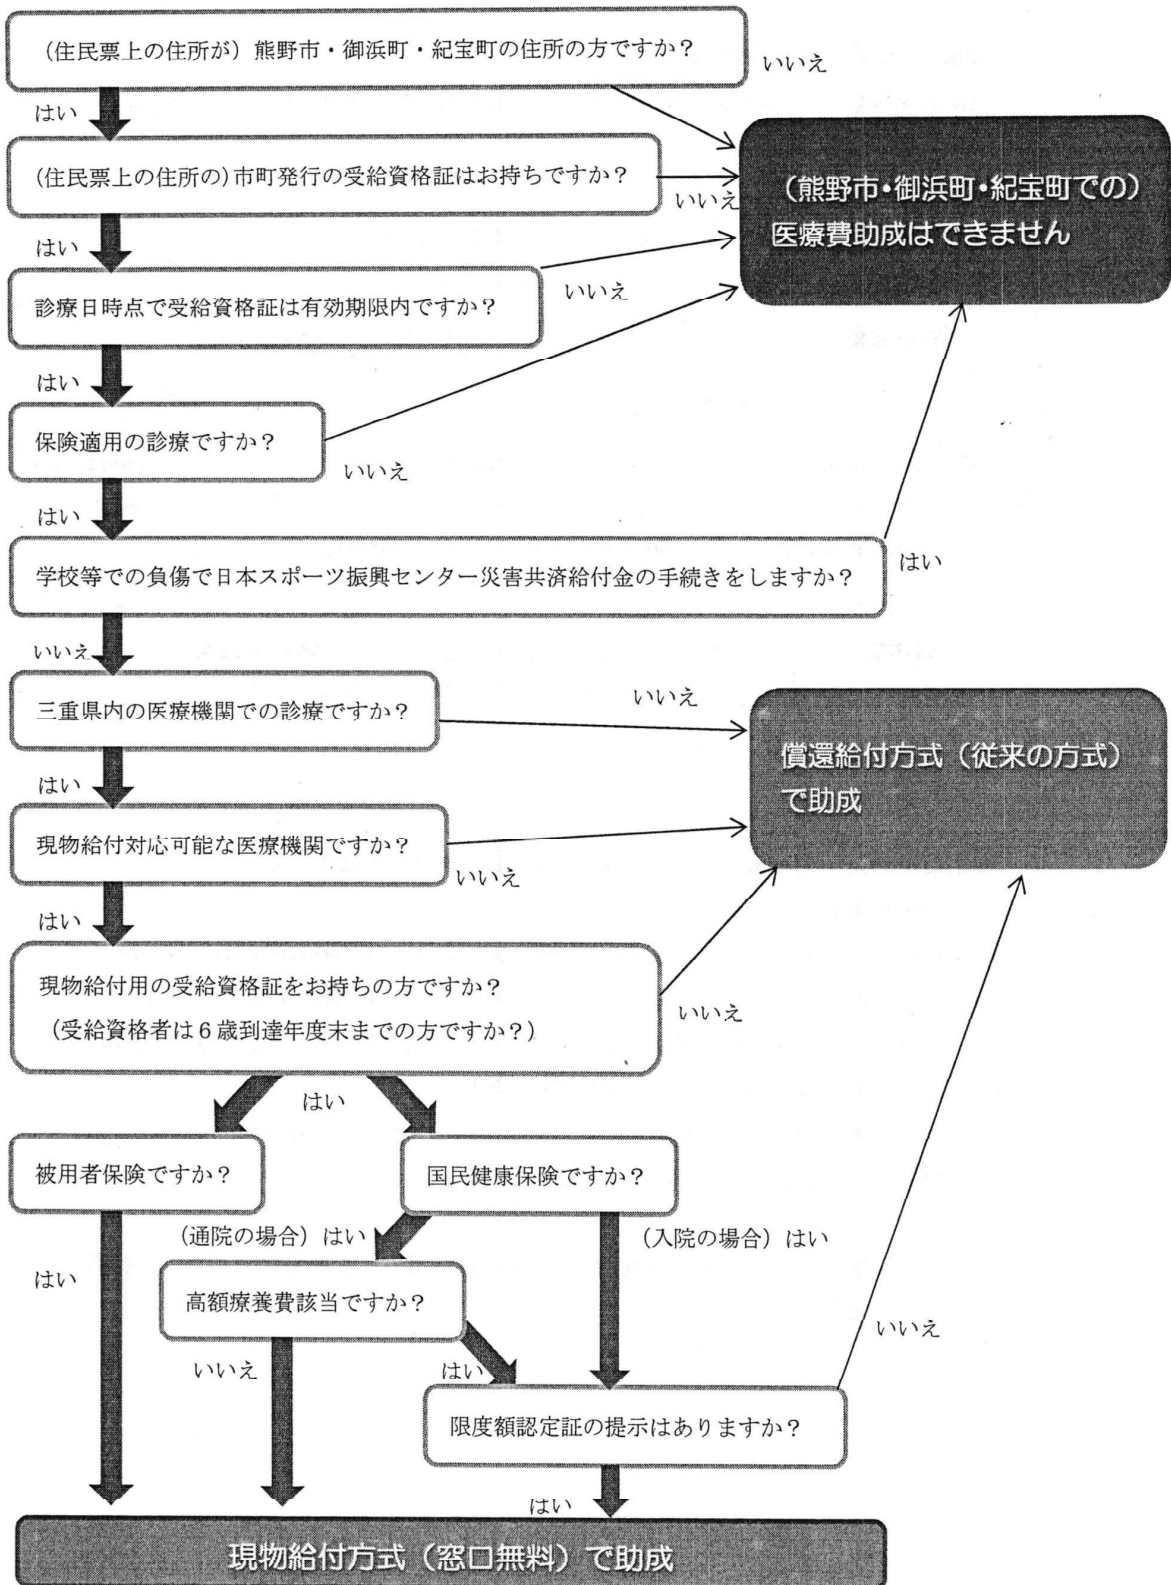 (住民票上の住所が)熊野市・御浜町・紀宝町の住所の方ですか?
いいえ
はい
(住民票上の住所の)市町発行の受給資格証はお持ちですか?
いいえ
(熊野市・御浜町・紀宝町での)
医療費助成はできません
はい
診療日時点で受給資格証は有効期限内ですか?
いいえ
はい
保険適用の診療ですか?
いいえ
はい
学校等での負傷で日本スポーツ振興センター災害共済給付金の手続きをしますか?
はい
いいえ
三重県内の医療機関での診療ですか?
いいえ
償還給付方式(従来の方式)
で助成
はい
現物給付対応可能な医療機関ですか?
いいえ
はい
現物給付用の受給資格証をお持ちの方ですか?
(受給資格者は6歳到達年度末までの方ですか?)
いいえ
はい
被用者保険ですか?
国民健康保険ですか?
(通院の場合)はい
(入院の場合)はい
はい
高額療養費該当ですか?
いいえ
いいえ
はい
限度額認定証の提示はありますか?
はい
現物給付方式(窓口無料)で助成